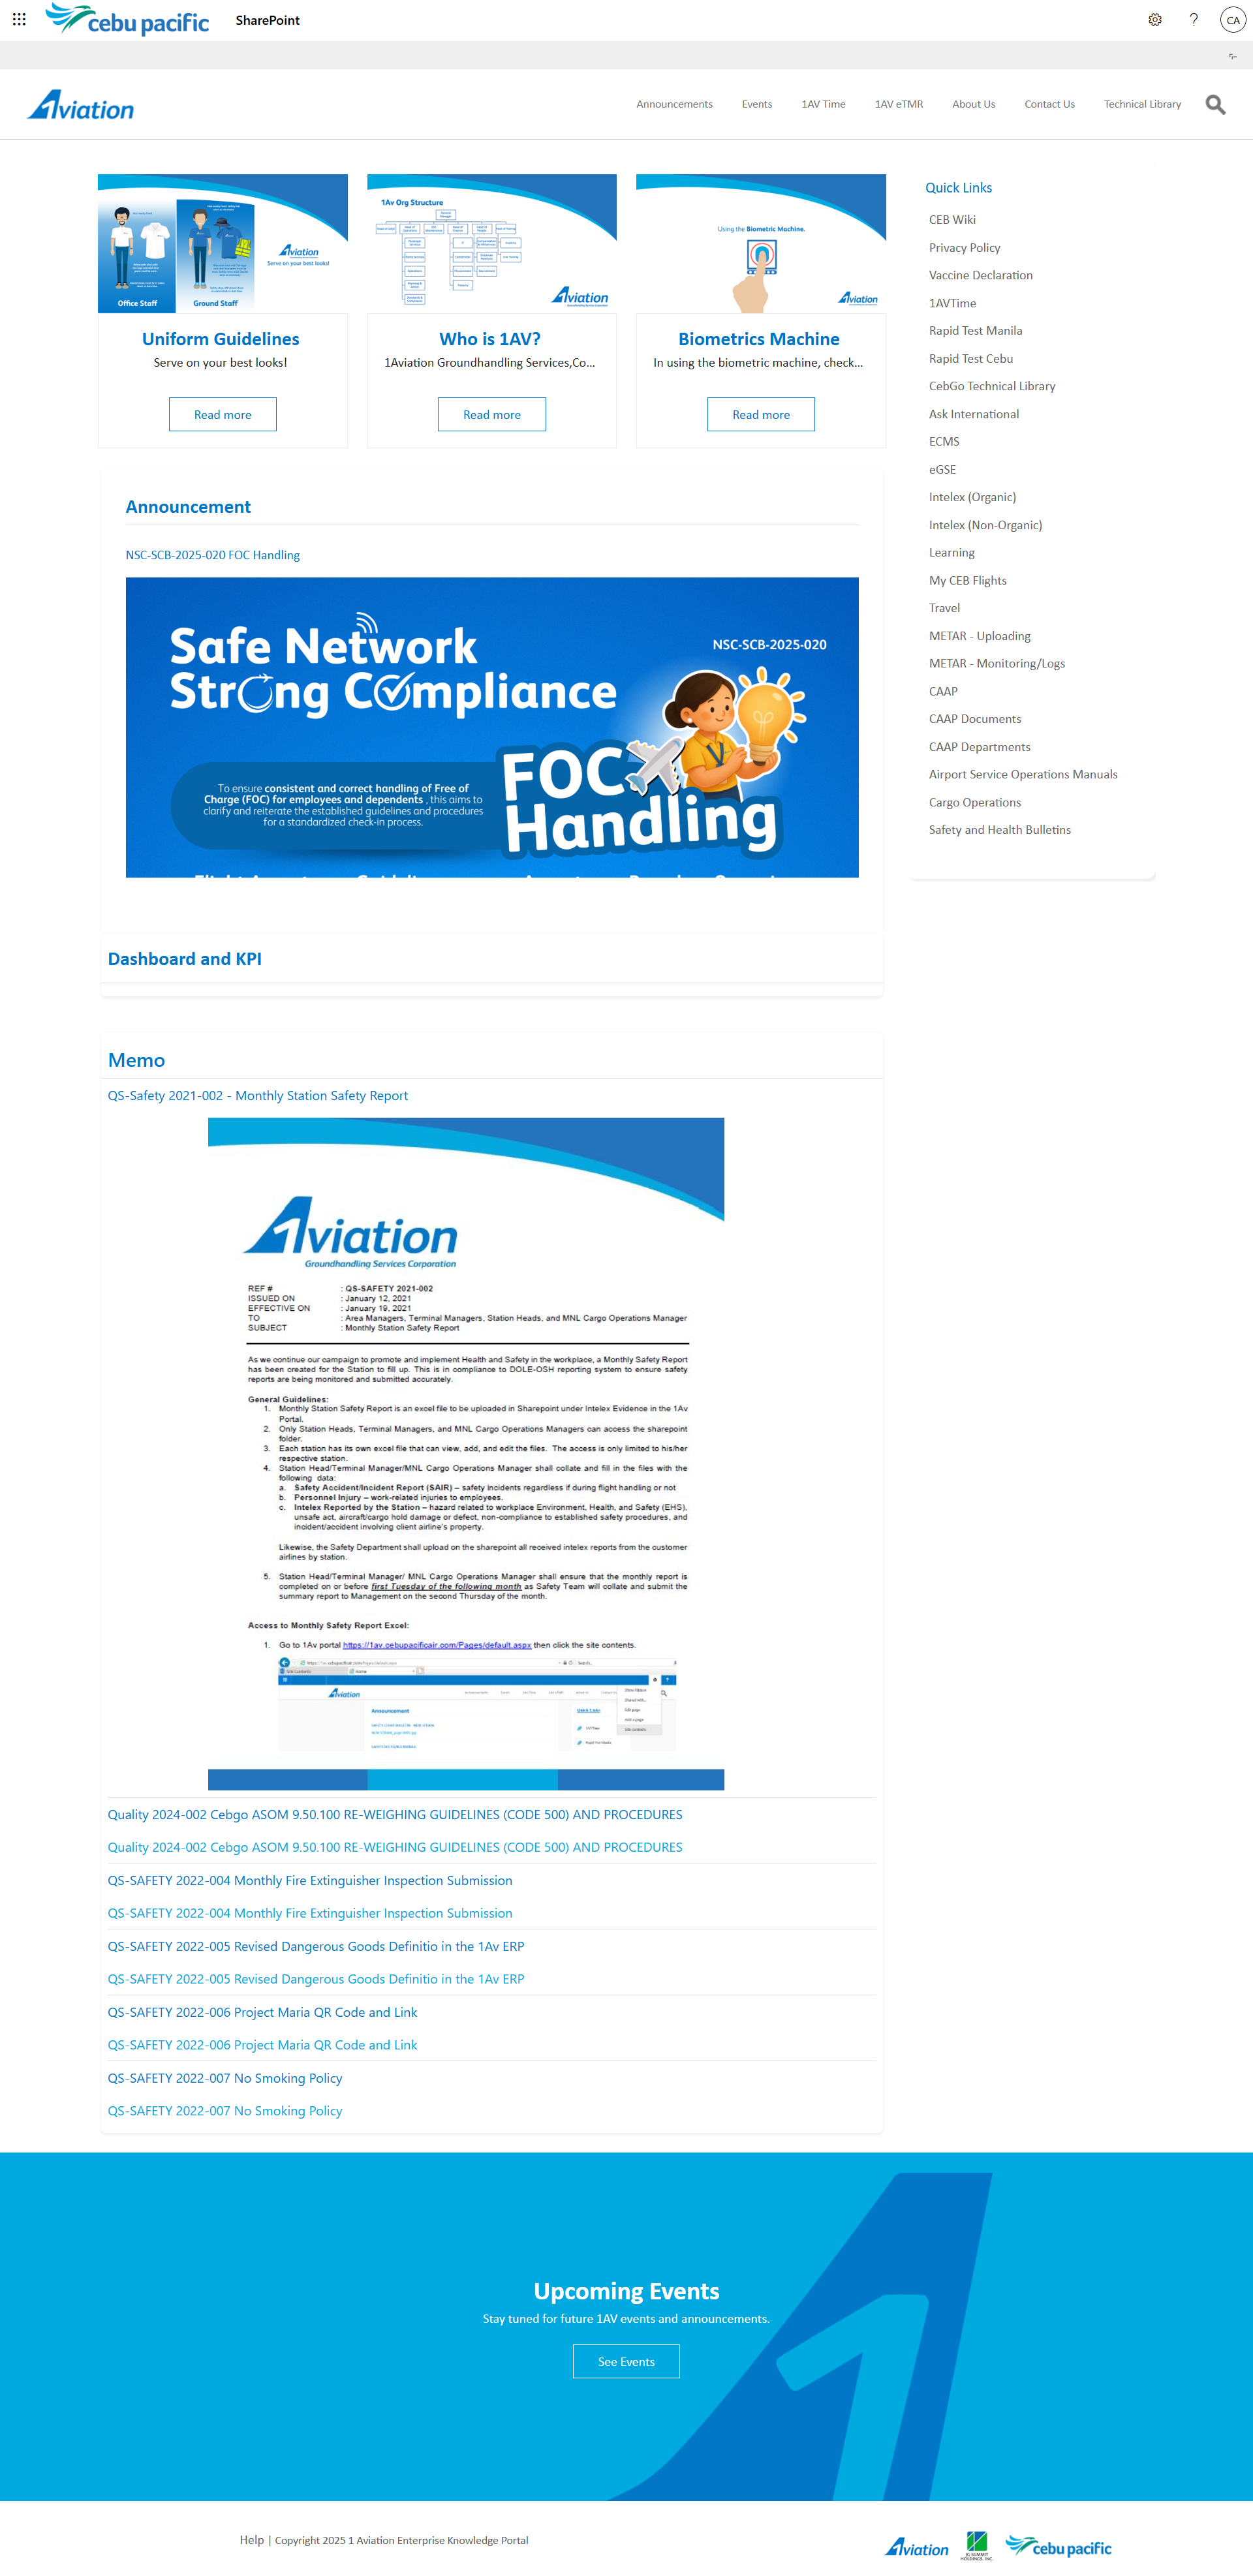 cebu pacific SharePoint CA
1Aviation Announcements Events 1AV Time 1AV eTMR About Us Contact Us Technical Library
Office Staff Ground Staff
1Aviation
Serve on your best looks!
Uniform Guidelines
Serve on your best looks!
Read more
1Av Org Structure
1Aviation
Who is 1AV?
1Aviation Groundhandling Services,Co...
Read more
Using the Biometric Machine.
1Aviation
Biometrics Machine
In using the biometric machine, check...
Read more
Quick Links
CEB Wiki
Privacy Policy
Vaccine Declaration
1AVTime
Rapid Test Manila
Rapid Test Cebu
CebGo Technical Library
Ask International
ECMS
eGSE
Intelex (Organic)
Intelex (Non-Organic)
Learning
My CEB Flights
Travel
METAR - Uploading
METAR - Monitoring/Logs
CAAP
CAAP Documents
CAAP Departments
Airport Service Operations Manuals
Cargo Operations
Safety and Health Bulletins
Announcement
NSC-SCB-2025-020 FOC Handling
Safe Network
Strong Compliance
NSC-SCB-2025-020
FOC
Handling
To ensure consistent and correct handling of Free of
Charge (FOC) for employees and dependents , this aims to
clarify and reiterate the established guidelines and procedures
for a standardized check-in process.
Dashboard and KPI
Memo
QS-Safety 2021-002 - Monthly Station Safety Report
1Aviation
Groundhandling Services Corporation
REF # : QS-SAFETY 2021-002
ISSUED ON : January 12, 2021
EFFECTIVE ON : January 19, 2021
TO : Area Managers, Terminal Managers, Station Heads, and MNL Cargo Operations Manager
SUBJECT : Monthly Station Safety Report
As we continue our campaign to promote and implement Health and Safety in the workplace, a Monthly Safety Report
has been created for the Station to fill up. This is in compliance to DOLE-OSH reporting system to ensure safety
reports are being monitored and submitted accurately.
General Guidelines:
1. Monthly Station Safety Report is an excel file to be uploaded in Sharepoint under Intelex Evidence in the 1Av
Portal.
2. Only Station Heads, Terminal Managers, and MNL Cargo Operations Managers can access the sharepoint
folder.
3. Each station has its own excel file that can view, add, and edit the files. The access is only limited to his/her
respective station.
4. Station Head/Terminal Manager/MNL Cargo Operations Manager shall collate and fill in the files with the
following data:
a. Safety Accident/Incident Report (SAIR) – safety incidents regardless if during flight handling or not
b. Personnel Injury – work-related injuries to employees.
c. Intelex Reported by the Station – hazard related to workplace Environment, Health, and Safety (EHS),
unsafe act, aircraft/cargo hold damage or defect, non-compliance to established safety procedures, and
incident/accident involving client airline's property.
Likewise, the Safety Department shall upload on the sharepoint all received intelex reports from the customer
airlines by station.
5. Station Head/Terminal Manager/ MNL Cargo Operations Manager shall ensure that the monthly report is
completed on or before first Tuesday of the following month as Safety Team will collate and submit the
summary report to Management on the second Thursday of the month.
Access to Monthly Safety Report Excel:
1. Go to 1Av portal https://1av.cebupacificair.com/Pages/default.aspx then click the site contents.
1Aviation
Announcement
Quality 2024-002 Cebgo ASOM 9.50.100 RE-WEIGHING GUIDELINES (CODE 500) AND PROCEDURES
Quality 2024-002 Cebgo ASOM 9.50.100 RE-WEIGHING GUIDELINES (CODE 500) AND PROCEDURES
QS-SAFETY 2022-004 Monthly Fire Extinguisher Inspection Submission
QS-SAFETY 2022-004 Monthly Fire Extinguisher Inspection Submission
QS-SAFETY 2022-005 Revised Dangerous Goods Definitio in the 1Av ERP
QS-SAFETY 2022-005 Revised Dangerous Goods Definitio in the 1Av ERP
QS-SAFETY 2022-006 Project Maria QR Code and Link
QS-SAFETY 2022-006 Project Maria QR Code and Link
QS-SAFETY 2022-007 No Smoking Policy
QS-SAFETY 2022-007 No Smoking Policy
Upcoming Events
Stay tuned for future 1AV events and announcements.
See Events
Help | Copyright 2025 1 Aviation Enterprise Knowledge Portal
1Aviation JG SUMMIT HOLDINGS, INC. cebu pacific